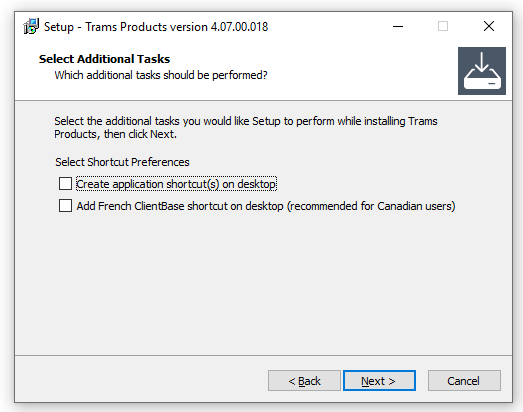 Setup - Trams Products version 4.07.00.018
Select Additional Tasks
Which additional tasks should be performed?
Select the additional tasks you would like Setup to perform while installing Trams
Products, then click Next.
Select Shortcut Preferences
Create application shortcut(s) on desktop
Add French ClientBase shortcut on desktop (recommended for Canadian users)
< Back
Next >
Cancel